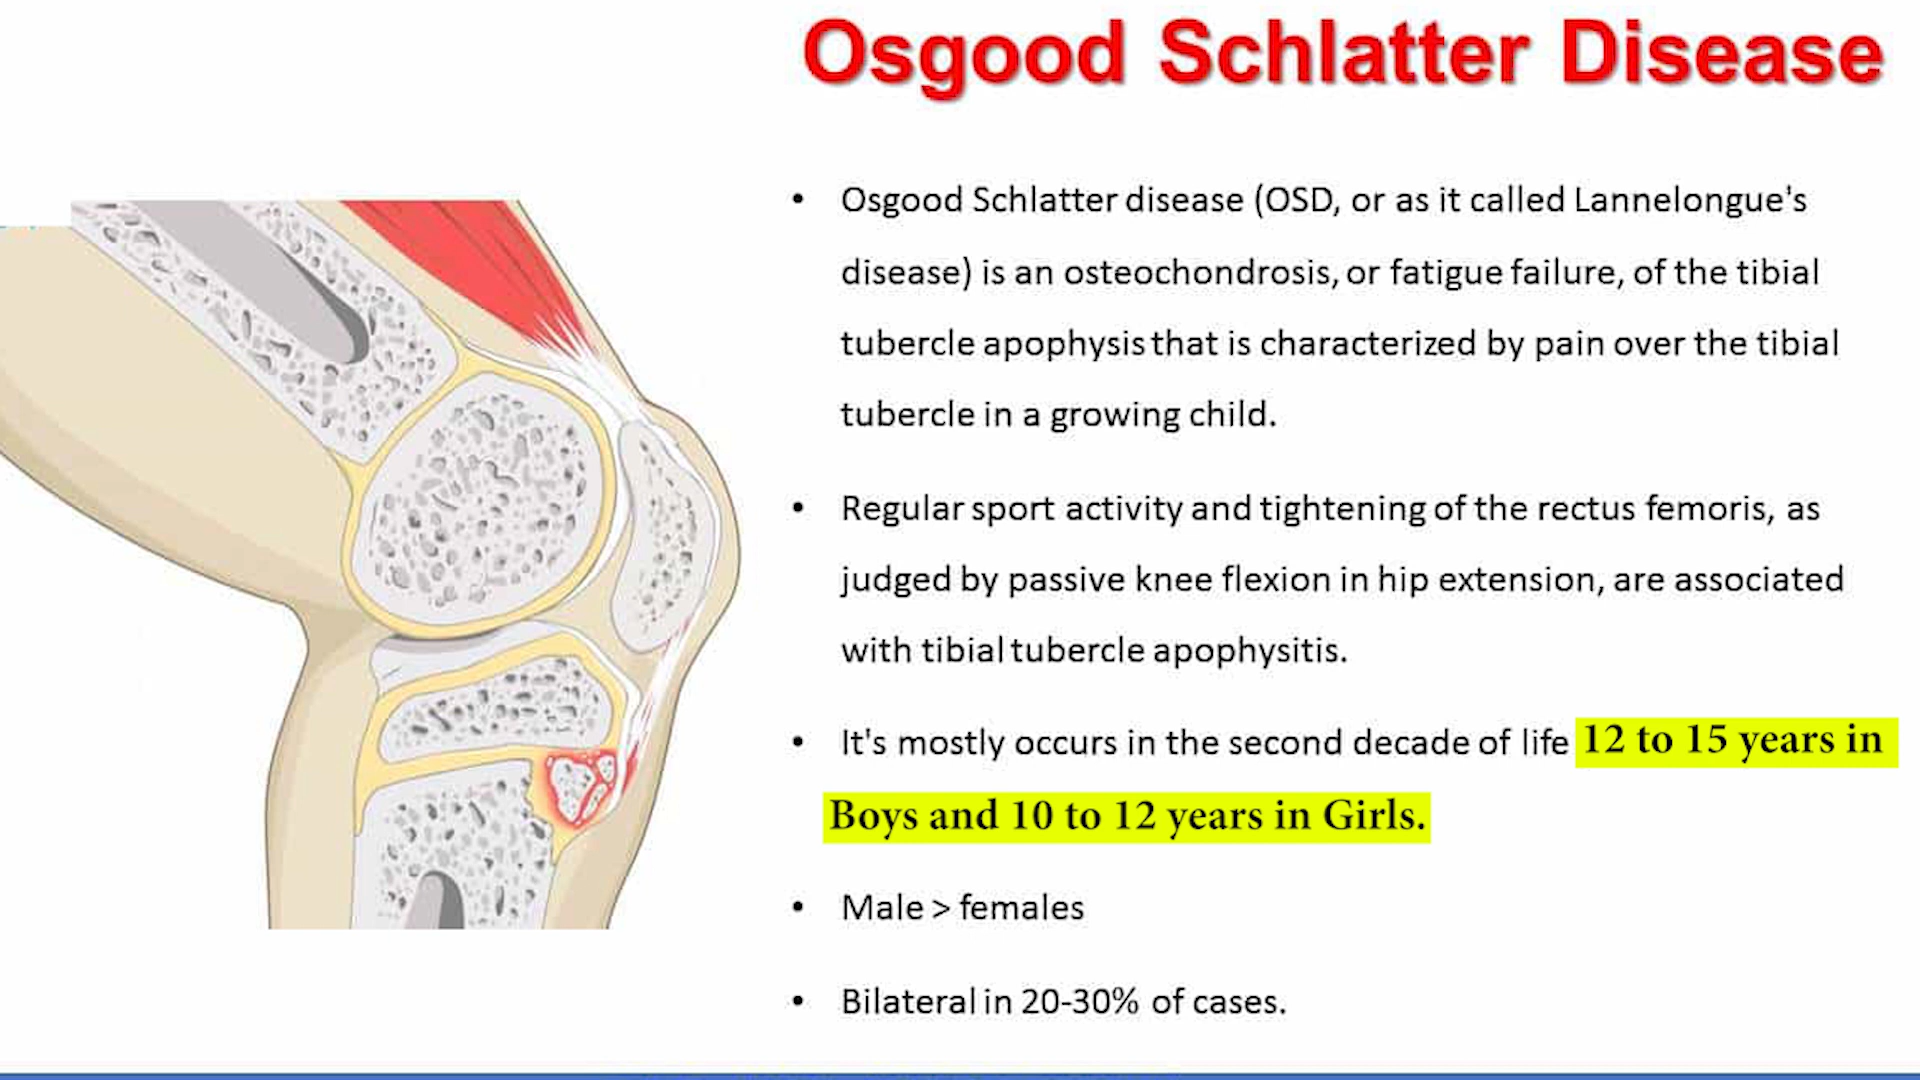 Osgood Schlatter Disease
• Osgood Schlatter disease (OSD, or as it called Lannelongue's
disease) is an osteochondrosis, or fatigue failure, of the tibial
tubercle apophysis that is characterized by pain over the tibial
tubercle in a growing child.
• Regular sport activity and tightening of the rectus femoris, as
judged by passive knee flexion in hip extension, are associated
with tibial tubercle apophysitis.
• It's mostly occurs in the second decade of life 12 to 15 years in
Boys and 10 to 12 years in Girls.
• Male > females
• Bilateral in 20-30% of cases.